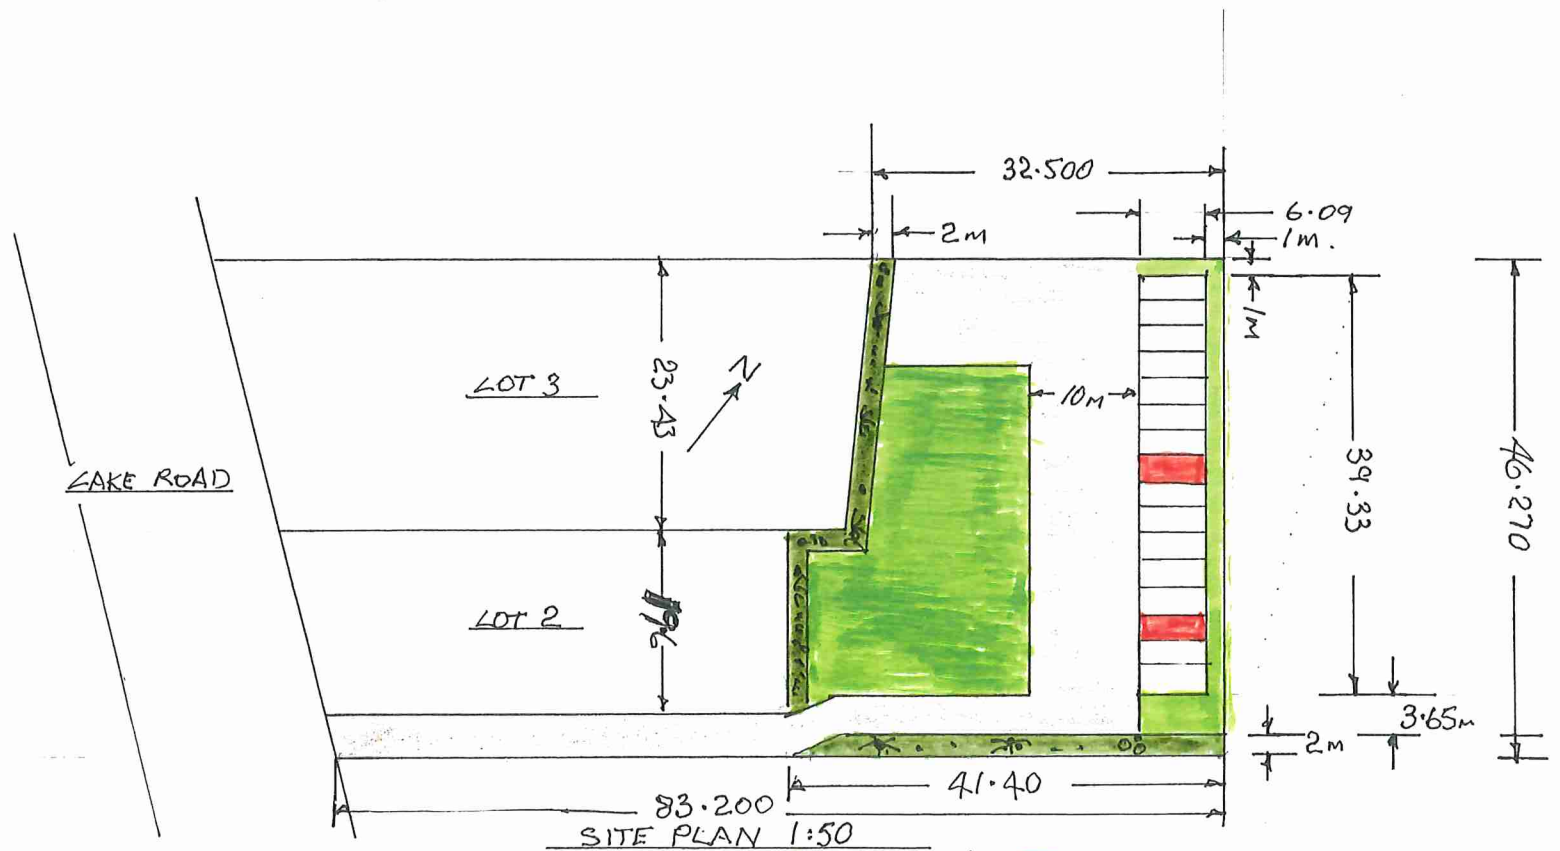 32.500
6.09
2m
1m.
1m
N
23.43
LOT 3
10m
LAKE ROAD
39.33
46.270
LOT 2
3.65m
2m
41.40
83.200
SITE PLAN 1:50